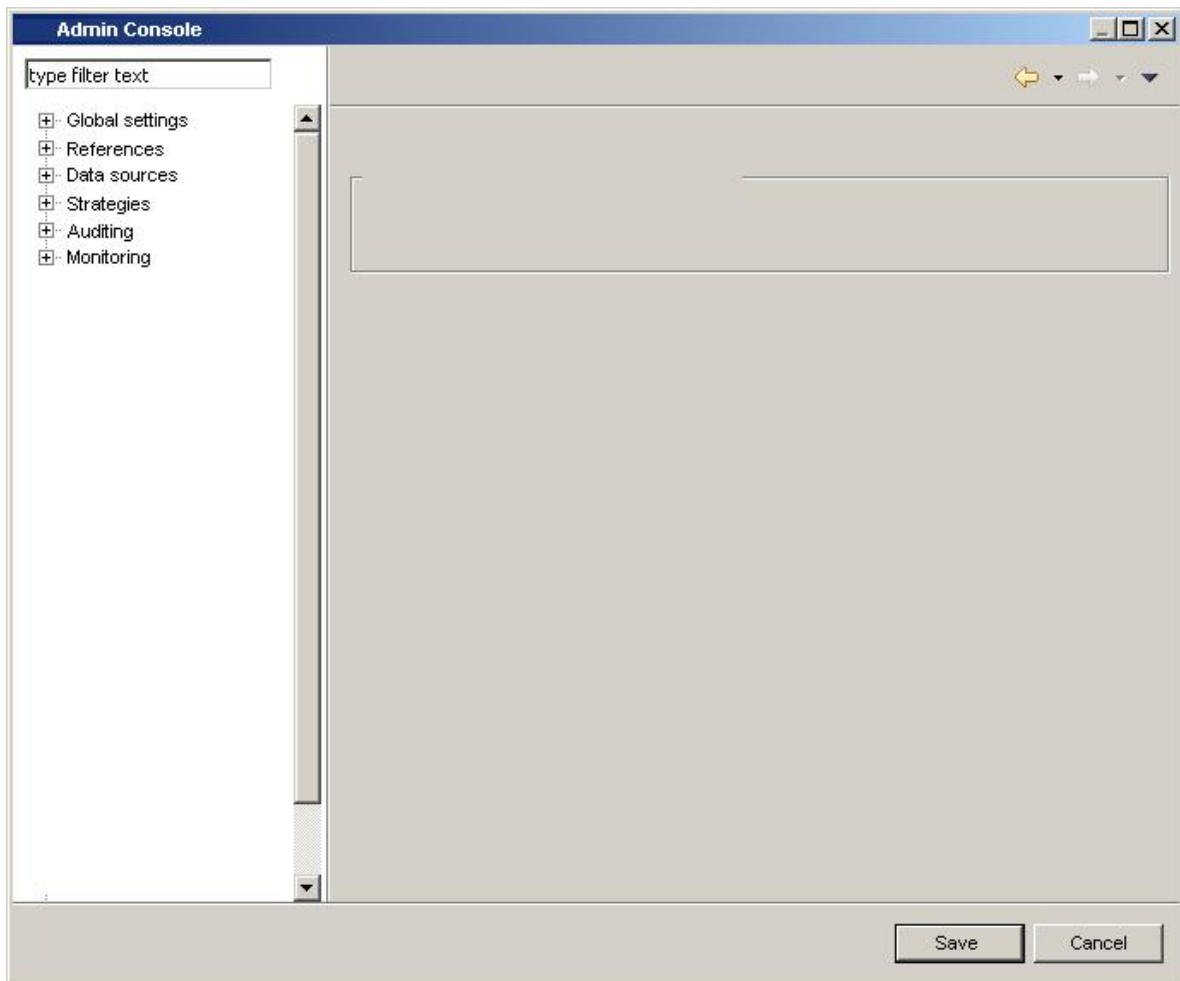 Admin Console
type filter text
Global settings
References
Data sources
Strategies
Auditing
Monitoring
Save
Cancel